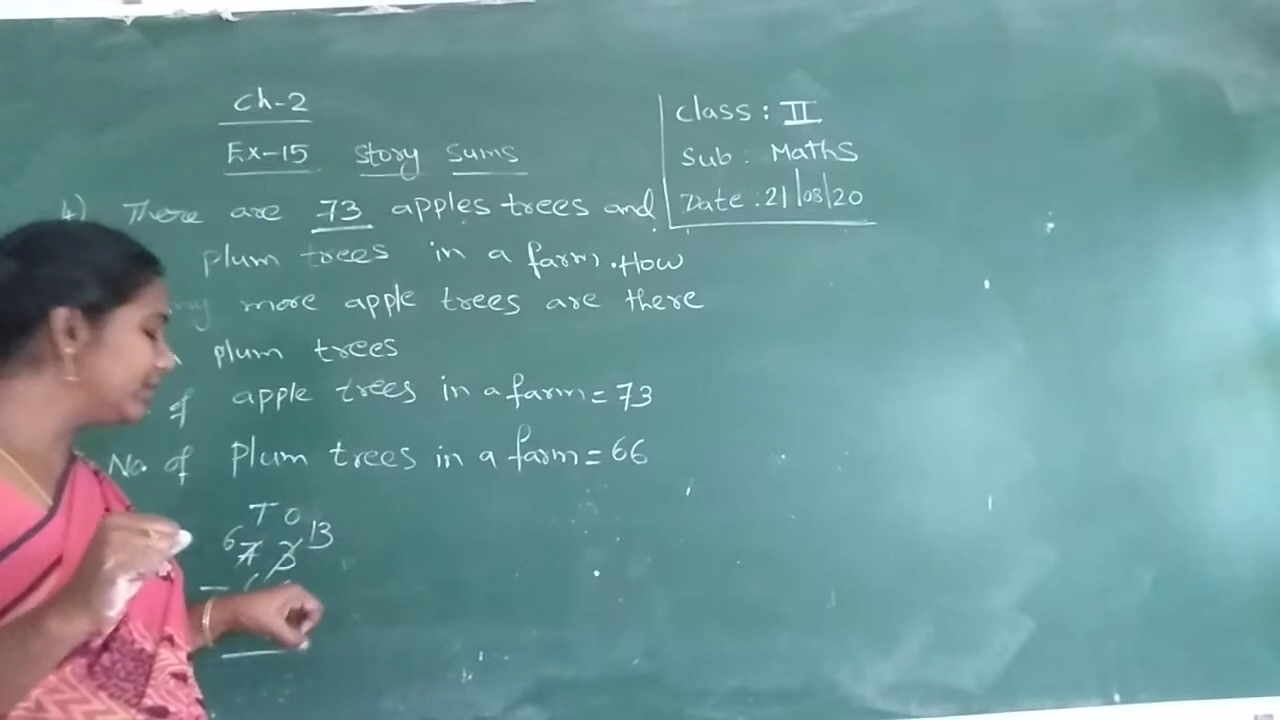 Ch-2
Ex-15 Story Sums
Class: II
Sub: Maths
Date: 21/08/20
4) There are 73 apples trees and
plum trees in a farm. How
more apple trees are there
plum trees
of apple trees in a farm = 73
No. of plum trees in a farm = 66
T O
6 7 3 13
-